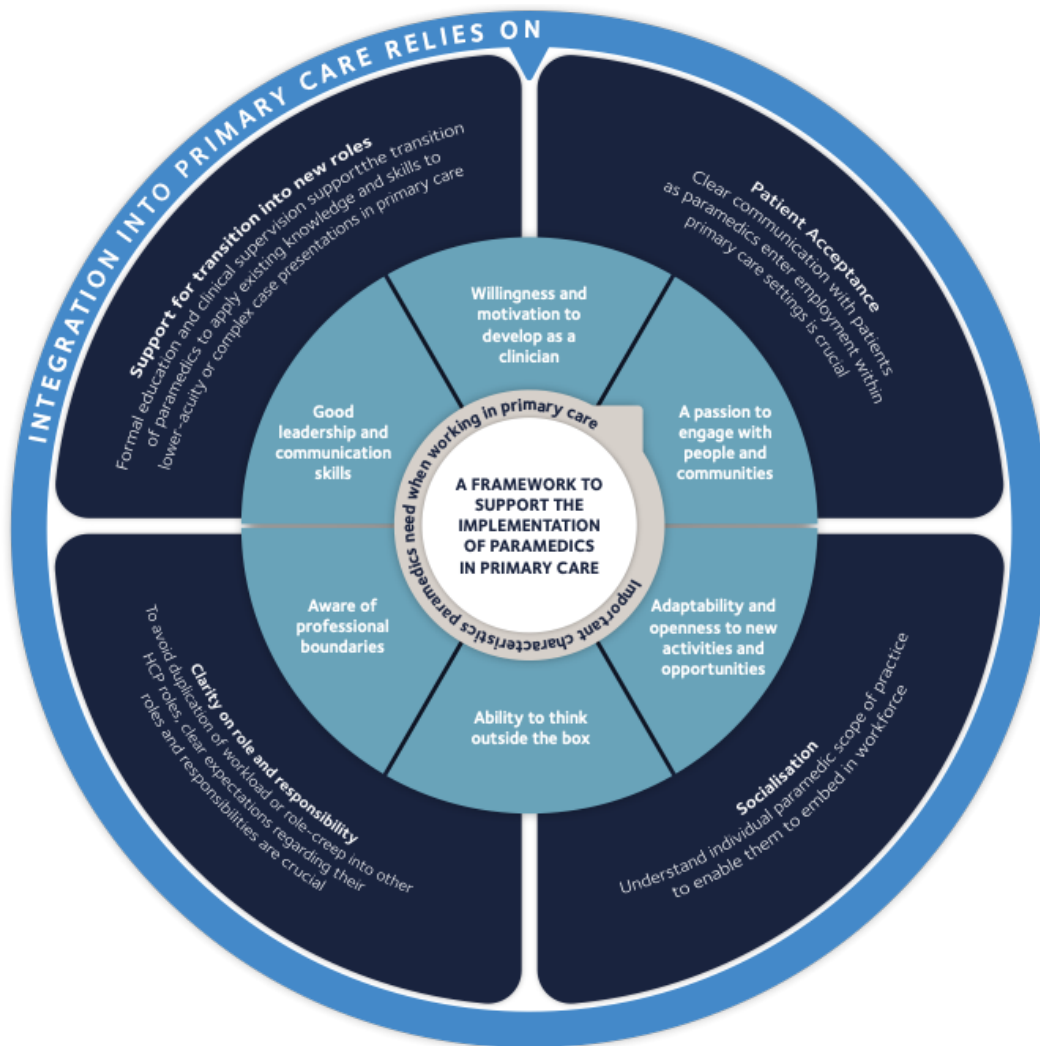 INTEGRATION INTO PRIMARY CARE RELIES ON
Support for transition into new roles
Formal education and clinical supervision supportthe transition
of paramedics to apply existing knowledge and skills to
lower-acuity or complex case presentations in primary care
Patient Acceptance
Clear communication with patients
as paramedics enter employment within
primary care settings is crucial
Willingness and
motivation to
develop as a
clinician
Good
leadership and
communication
skills
A passion to
engage with
people and
communities
Important characteristics paramedics need when working in primary care
A FRAMEWORK TO
SUPPORT THE
IMPLEMENTATION
OF PARAMEDICS
IN PRIMARY CARE
Aware of
professional
boundaries
Adaptability and
openness to new
activities and
opportunities
Ability to think
outside the box
Clarity on role and responsibility
To avoid duplication of workload or role-creep into other
HCP roles, clear expectations regarding their
roles and responsibilities are crucial
Socialisation
Understand individual paramedic scope of practice
to enable them to embed in workforce